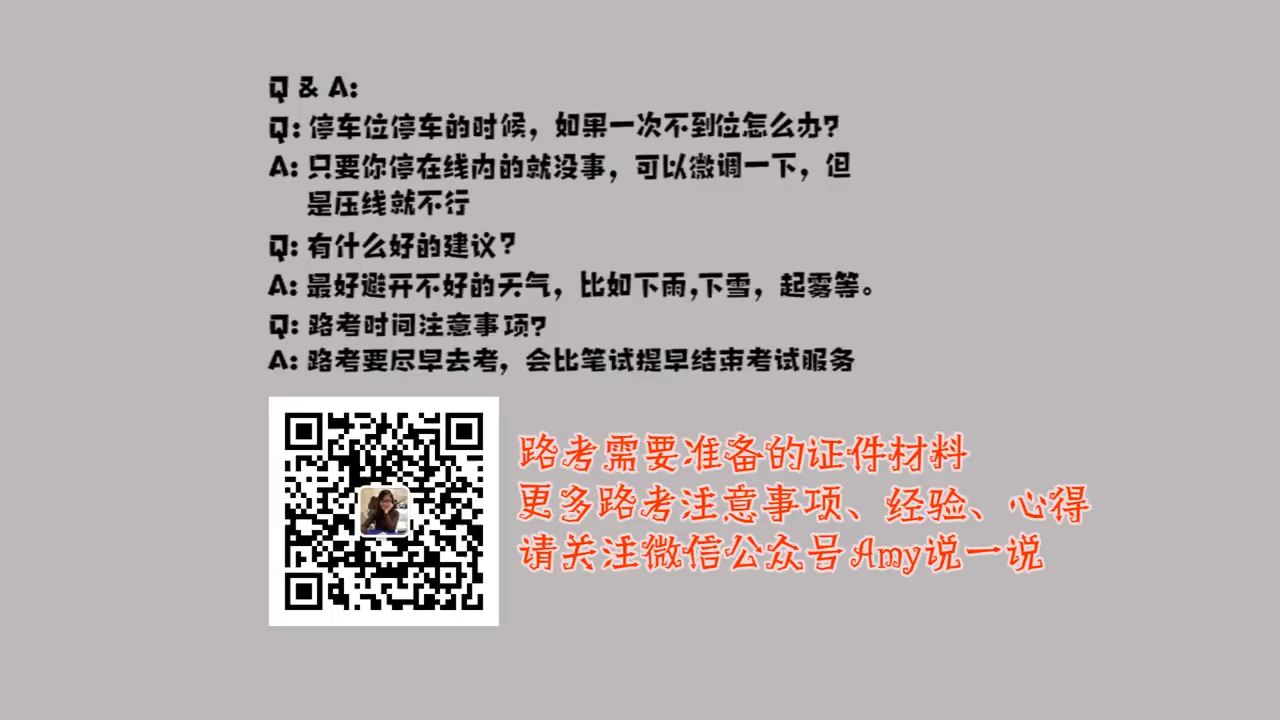 Q & A:
Q: 停车位停车的时候，如果一次不到位怎么办?
A: 只要你停在线内的就没事，可以微调一下，但
是压线就不行
Q: 有什么好的建议?
A: 最好避开不好的天气，比如下雨,下雪，起雾等。
Q: 路考时间注意事项?
A: 路考要尽早去考，会比笔试提早结束考试服务
路考需要准备的证件材料
更多路考注意事项、经验、心得
请关注微信公众号Amy说一说